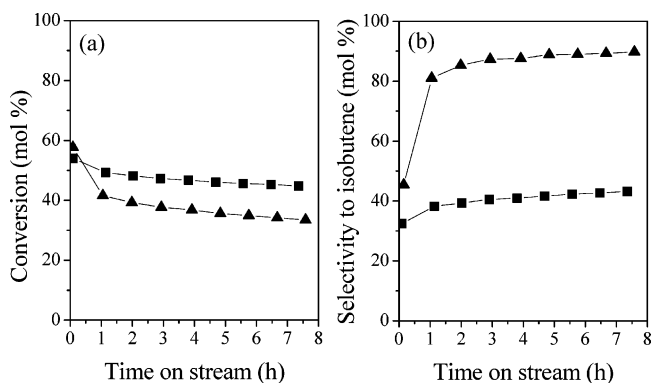 (a)
Conversion (mol %)
100
80
60
40
20
0
0 1 2 3 4 5 6 7 8
Time on stream (h)
(b)
Selectivity to isobutene (mol %)
100
80
60
40
20
0
0 1 2 3 4 5 6 7 8
Time on stream (h)